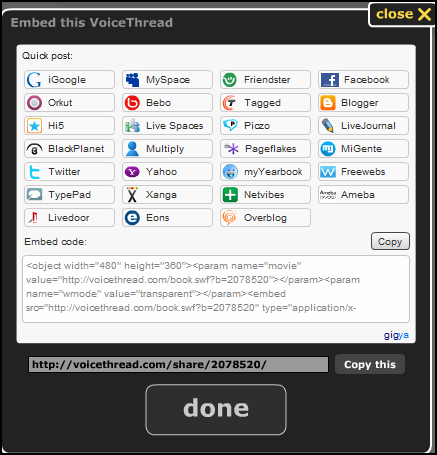 close X
Embed this VoiceThread
Quick post:
iGoogle MySpace Friendster Facebook
Orkut Bebo Tagged Blogger
Hi5 Live Spaces Piczo LiveJournal
BlackPlanet Multiply Pageflakes MiGente
Twitter Yahoo myYearbook Freewebs
TypePad Xanga Netvibes Ameba
Livedoor Eons Overblog
Embed code: Copy
<object width="480" height="360"><param name="movie"
value="http://voicethread.com/book.swf?b=2078520"></param><param
name="wmode" value="transparent"></param><embed
src="http://voicethread.com/book.swf?b=2078520" type="application/x-
gigya
http://voicethread.com/share/2078520/ Copy this
done